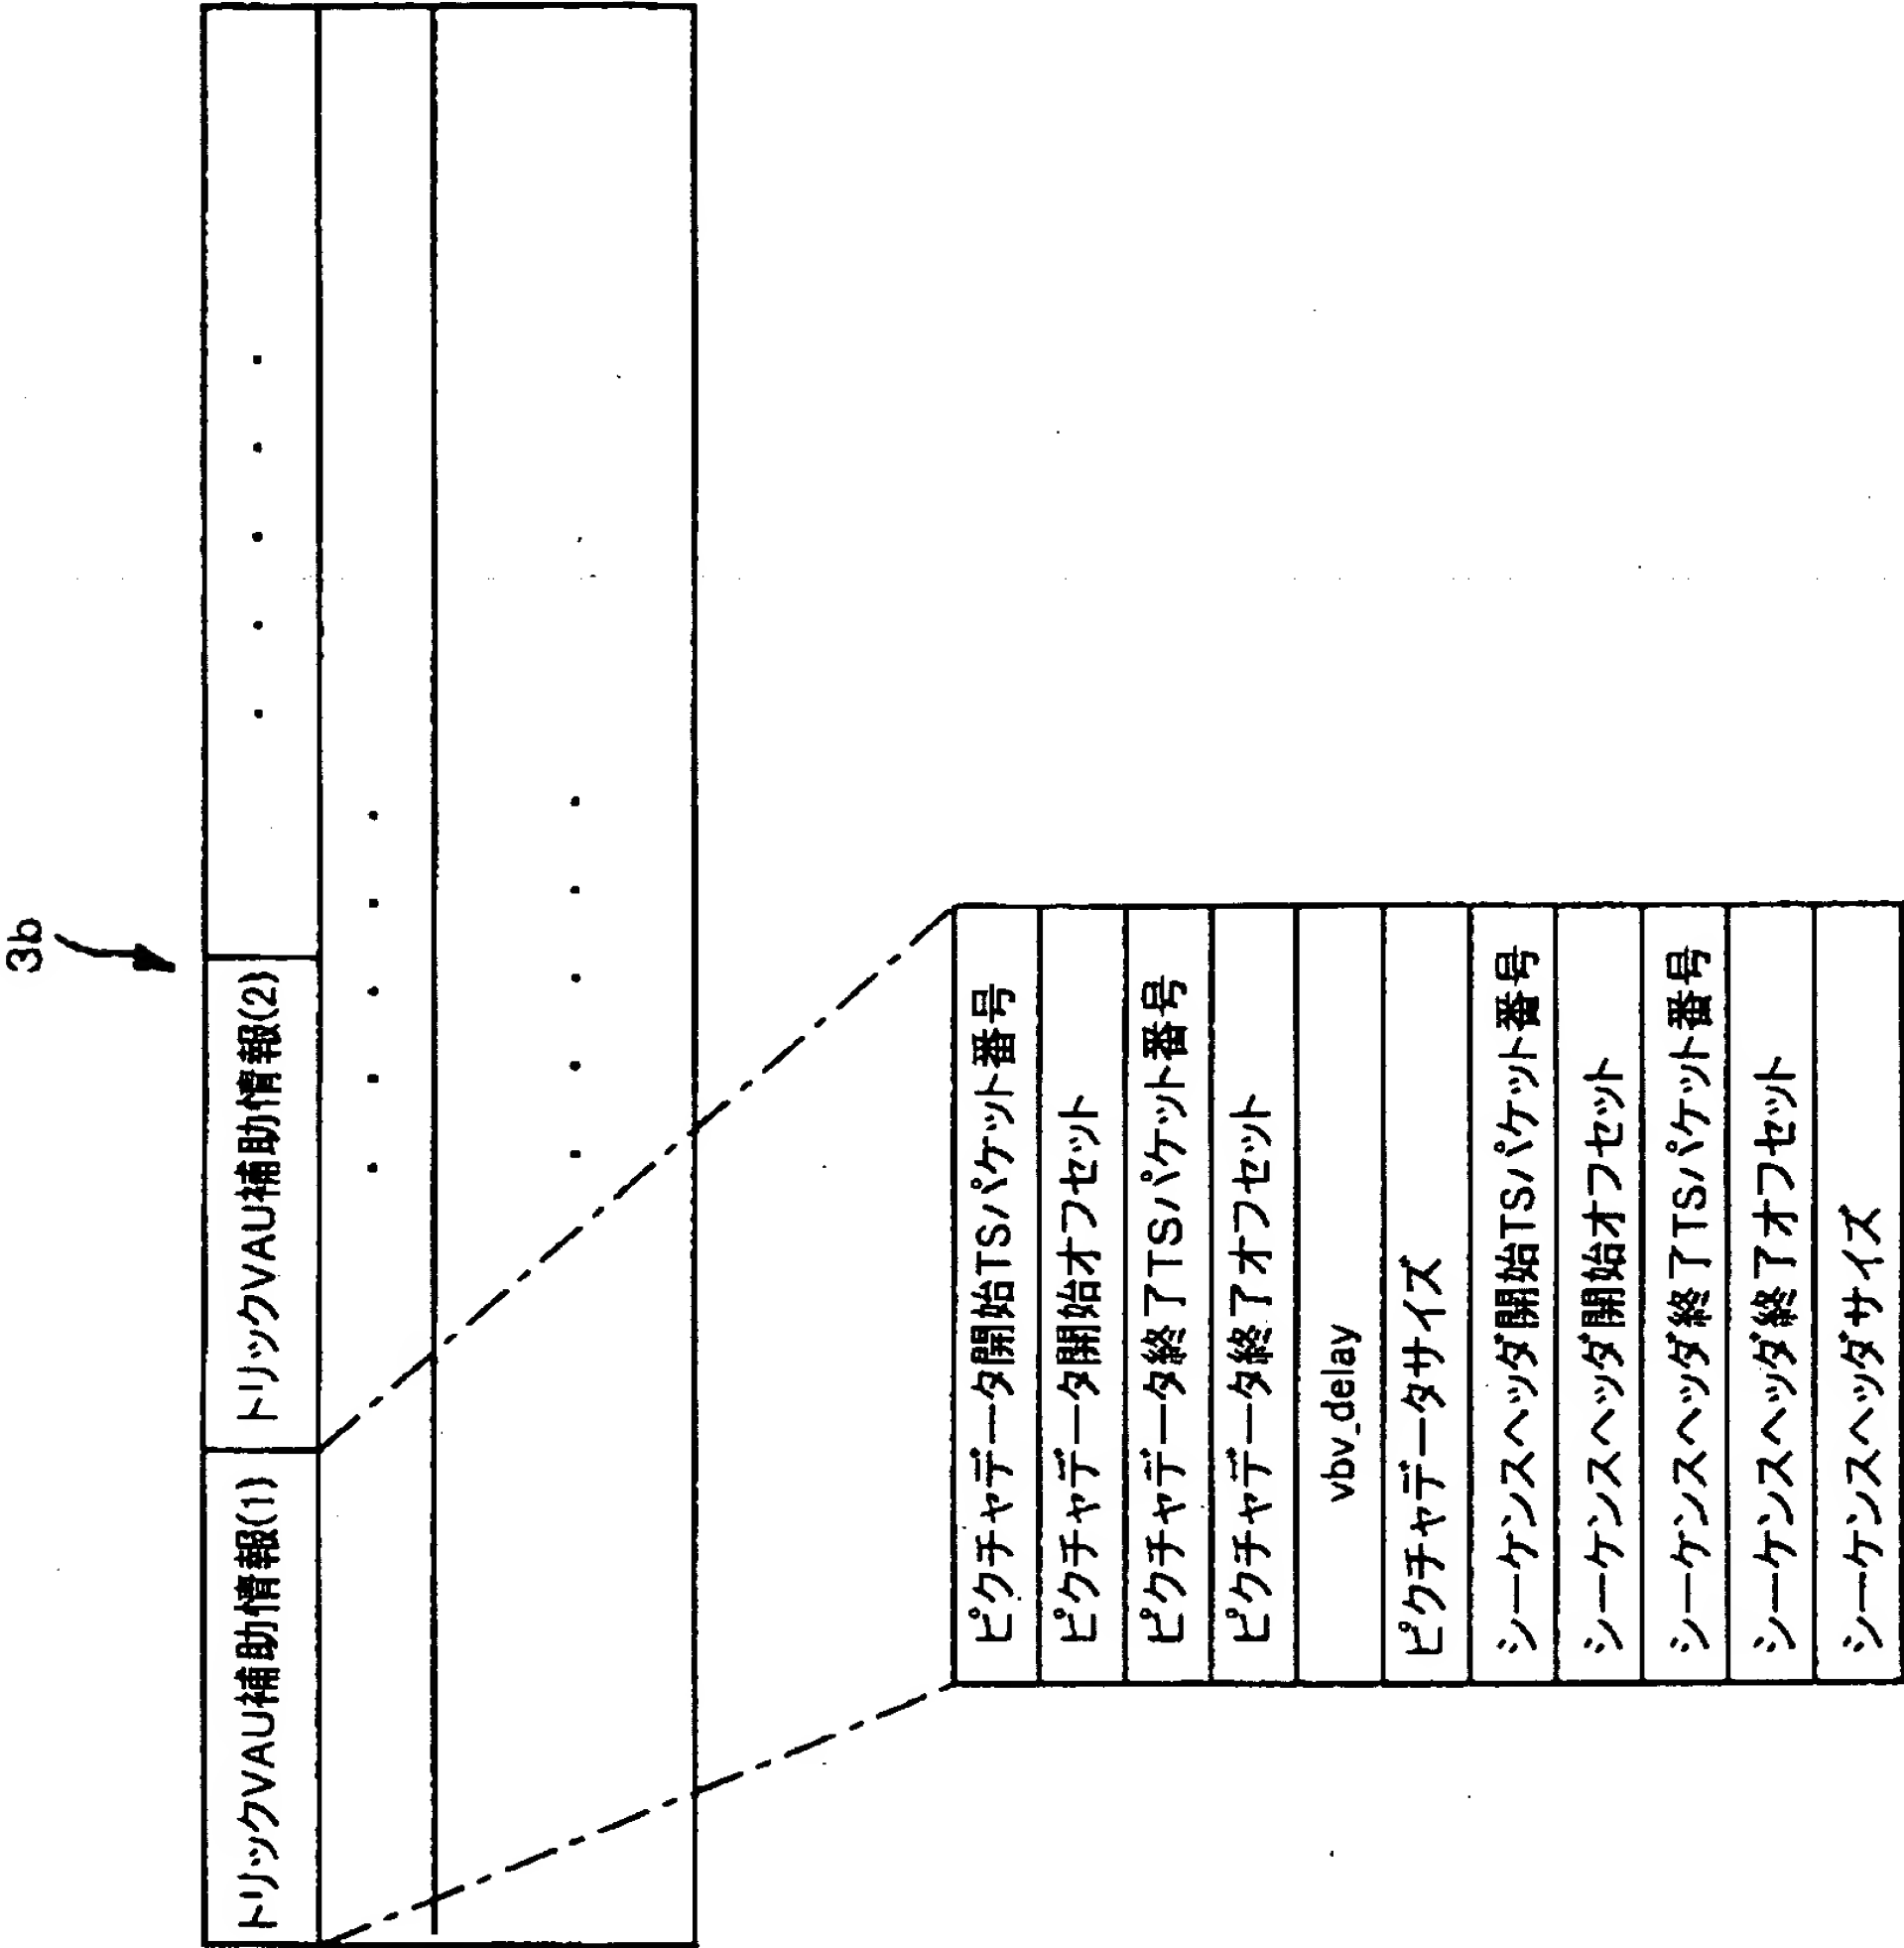 3b
トリックVAU補助情報(1)
トリックVAU補助情報(2)
・・・・・
・・・・・
・・・・・
ピクチャデータ開始TSパケット番号
ピクチャデータ開始オフセット
ピクチャデータ終了TSパケット番号
ピクチャデータ終了オフセット
vbv_delay
ピクチャデータサイズ
シーケンスヘッダ開始TSパケット番号
シーケンスヘッダ開始オフセット
シーケンスヘッダ終了TSパケット番号
シーケンスヘッダ終了オフセット
シーケンスヘッダサイズ